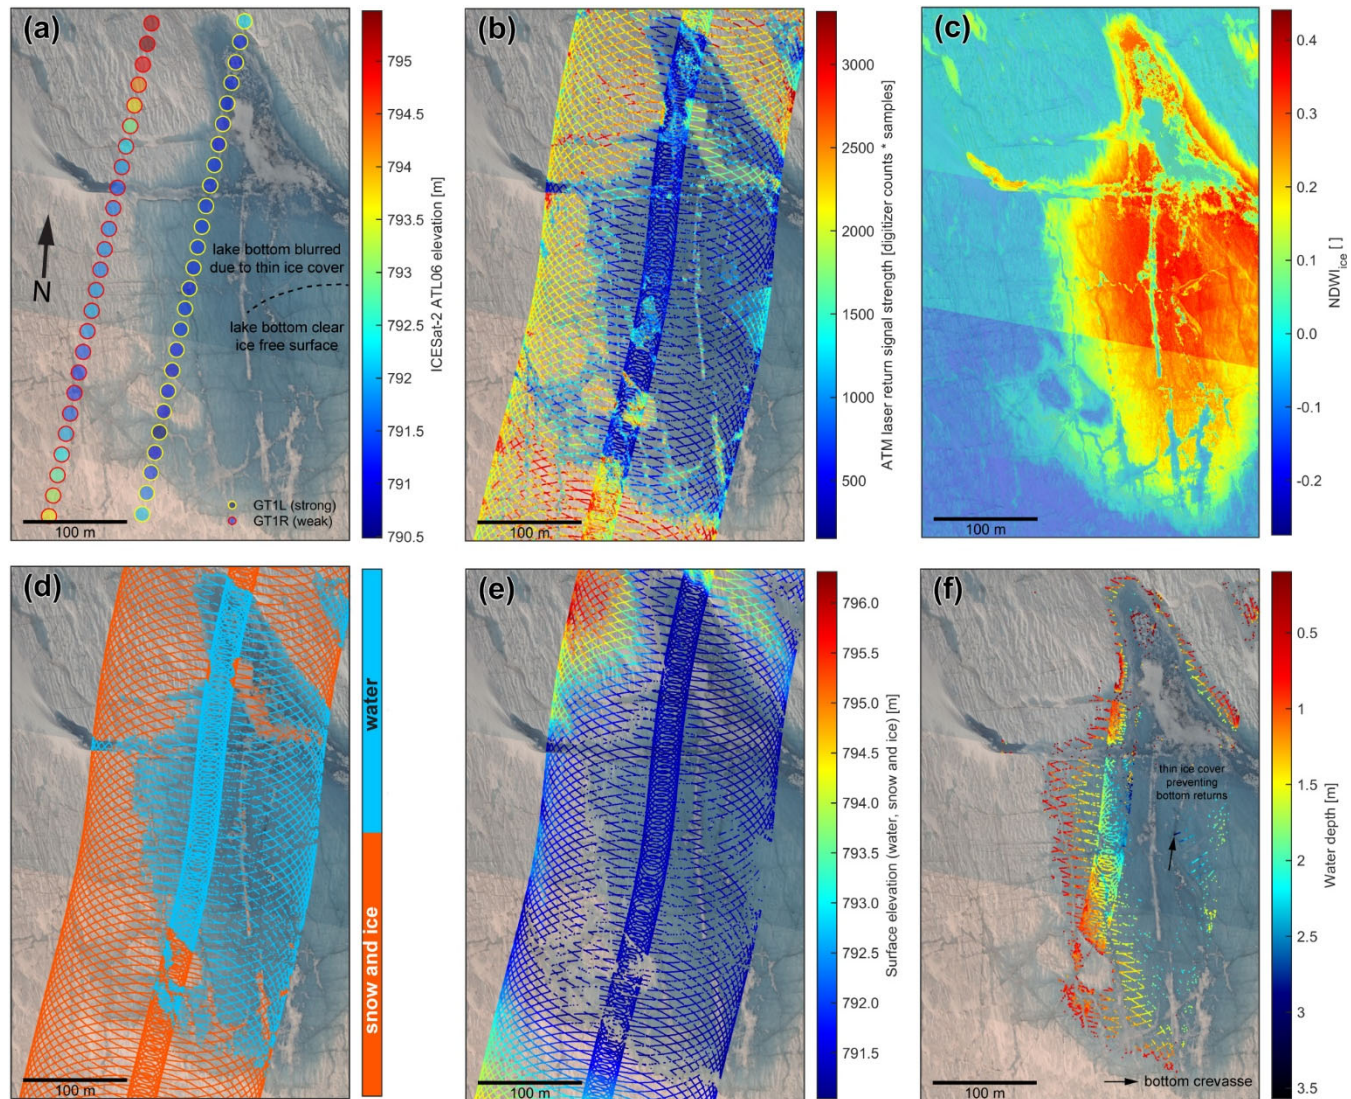 (a)
lake bottom blurred
due to thin ice cover
lake bottom clear
ice free surface
N
GT1L (strong)
GT1R (weak)
100 m
795
794.5
794
793.5
793
792.5
792
791.5
791
790.5
ICESat-2 ATL06 elevation [m]
(b)
100 m
3000
2500
2000
1500
1000
500
ATM laser return signal strength [digitizer counts * samples]
(c)
100 m
0.4
0.3
0.2
0.1
0.0
-0.1
-0.2
NDWIice [ ]
(d)
100 m
water
snow and ice
(e)
100 m
796.0
795.5
795.0
794.5
794.0
793.5
793.0
792.5
792.0
791.5
Surface elevation (water, snow and ice) [m]
(f)
thin ice cover
preventing
bottom returns
100 m
bottom crevasse
0.5
1
1.5
2
2.5
3
3.5
Water depth [m]